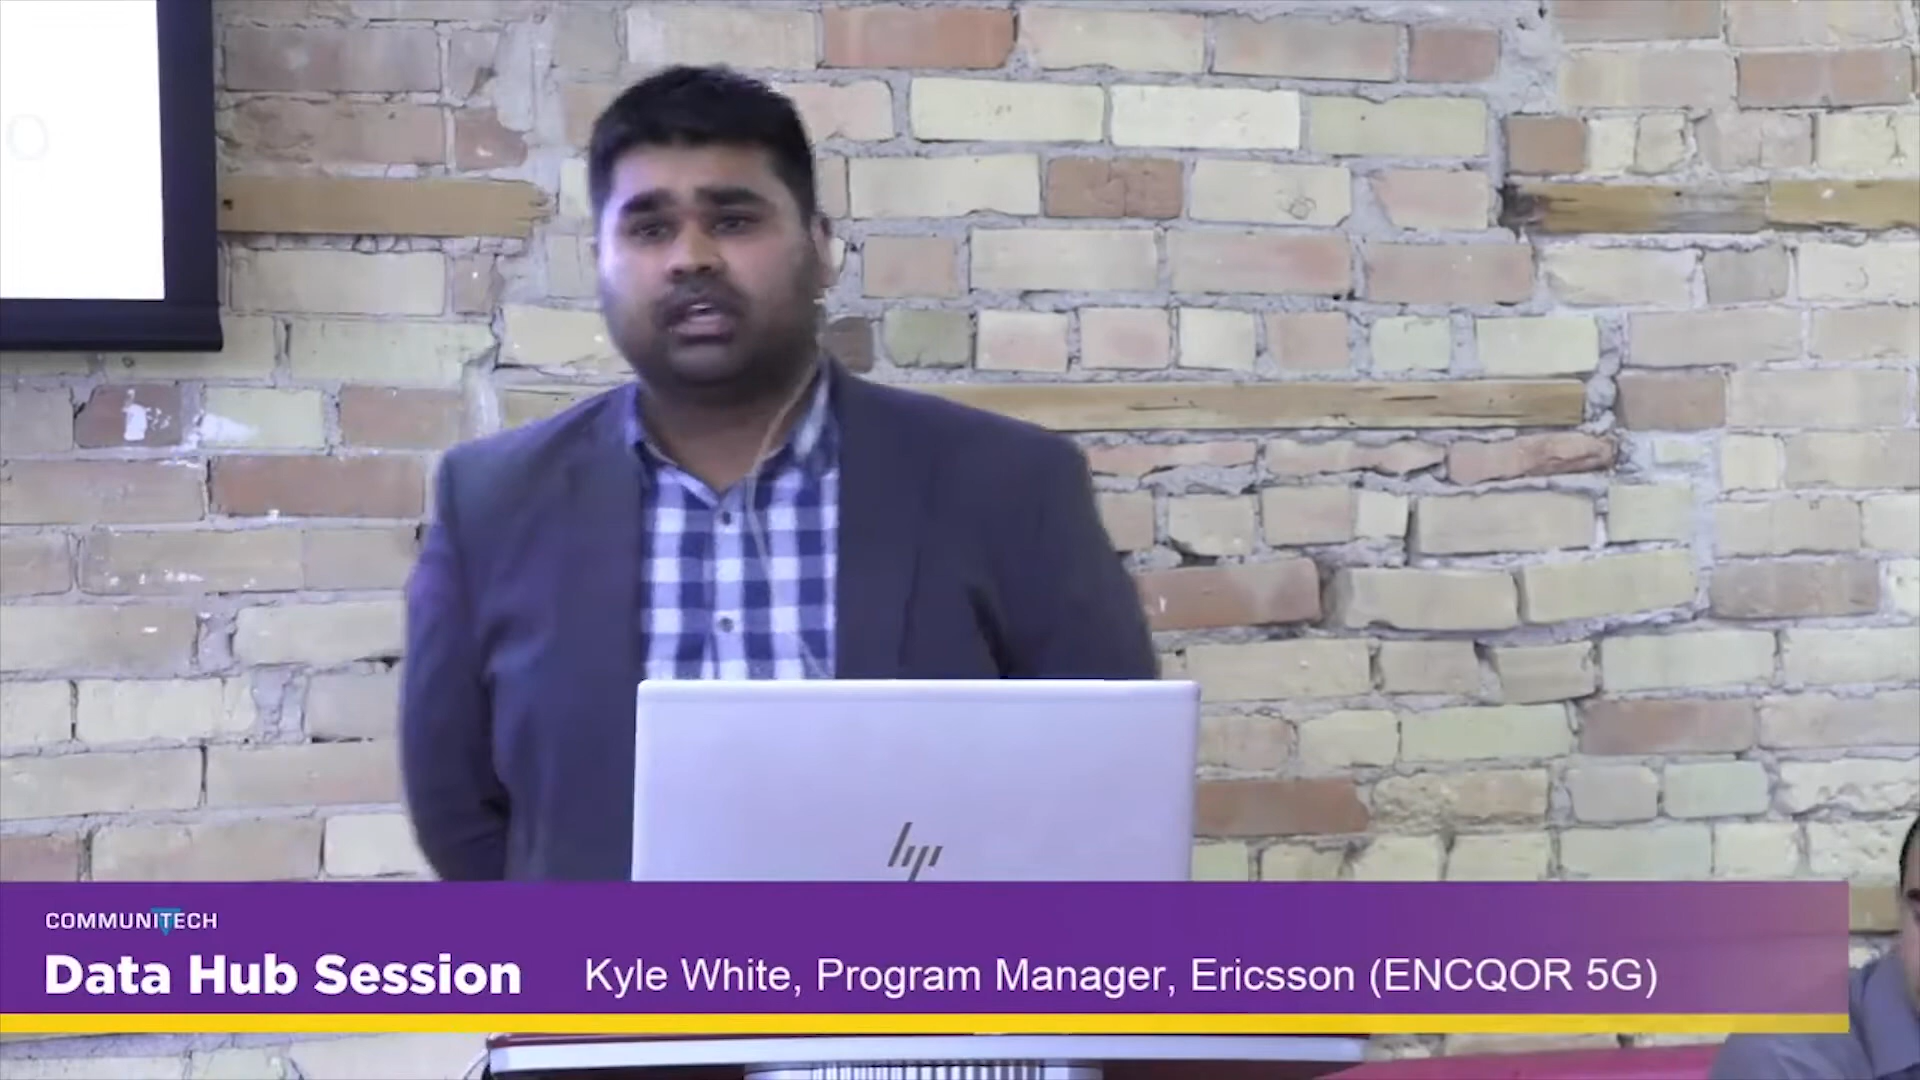 O
hp
COMMUNITECH
Data Hub Session
Kyle White, Program Manager, Ericsson (ENCQOR 5G)